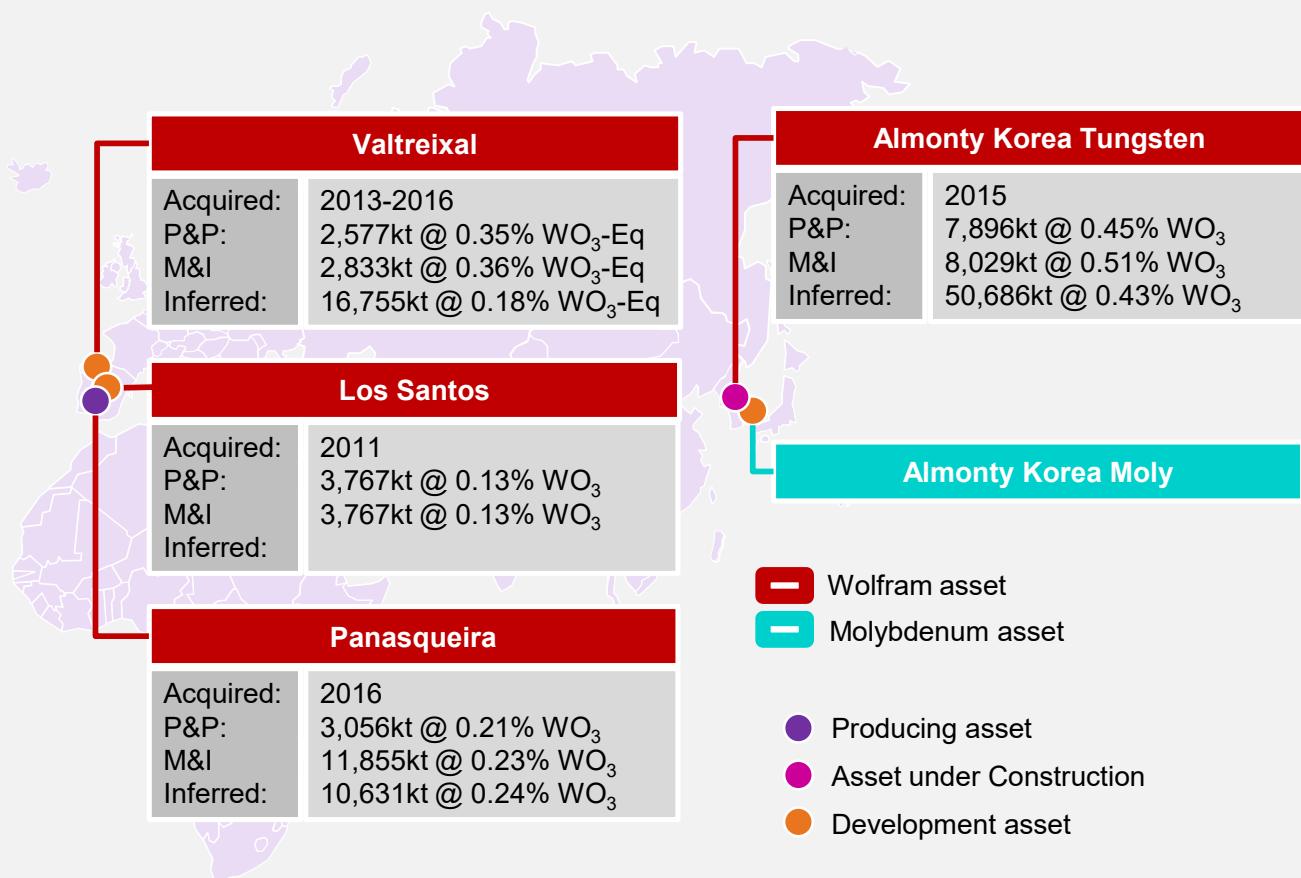 Valtreixal
Acquired: 2013-2016
P&P: 2,577kt @ 0.35% WO₃-Eq
M&I 2,833kt @ 0.36% WO₃-Eq
Inferred: 16,755kt @ 0.18% WO₃-Eq
Los Santos
Acquired: 2011
P&P: 3,767kt @ 0.13% WO₃
M&I 3,767kt @ 0.13% WO₃
Inferred:
Panasqueira
Acquired: 2016
P&P: 3,056kt @ 0.21% WO₃
M&I 11,855kt @ 0.23% WO₃
Inferred: 10,631kt @ 0.24% WO₃
Almonty Korea Tungsten
Acquired: 2015
P&P: 7,896kt @ 0.45% WO₃
M&I 8,029kt @ 0.51% WO₃
Inferred: 50,686kt @ 0.43% WO₃
Almonty Korea Moly
Wolfram asset
Molybdenum asset
Producing asset
Asset under Construction
Development asset